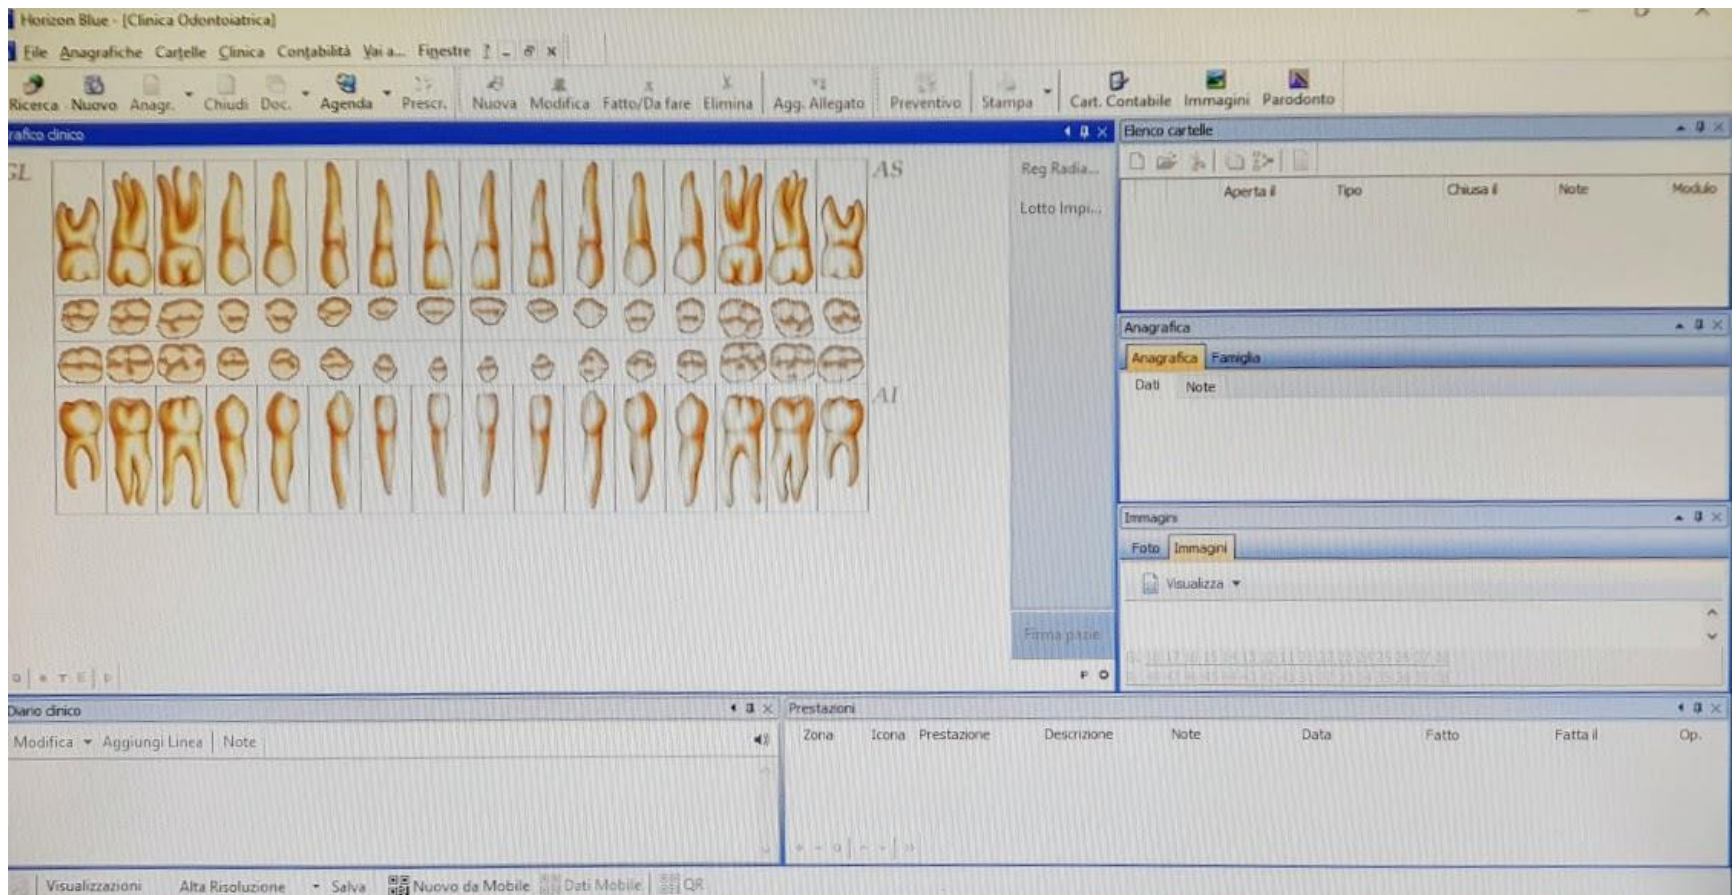 Horizon Blue - [Clinica Odontoiatrica]
File Anagrafiche Cartelle Clinica Contabilità Vai a... Finestre ?
Ricerca Nuovo Anagr. Chiudi Doc. Agenda Prescr. Nuova Modifica Fatto/Da fare Elimina Agg. Allegato Preventivo Stampa Cart. Contabile Immagini Parodonto
rafico clinico
GL
AS
AI
Reg Radia...
Lotto Impi...
Firma pazie
P O
Elenco cartelle
Aperta il Tipo Chiusa il Note Modulo
Anagrafica
Anagrafica Famiglia
Dati Note
Immagini
Foto Immagini
Visualizza
Diario clinico
Modifica Aggiungi Linea Note
Prestazioni
Zona Icona Prestazione Descrizione Note Data Fatto Fatta il Op.
Visualizzazioni Alta Risoluzione Salva Nuovo da Mobile Dati Mobile QR